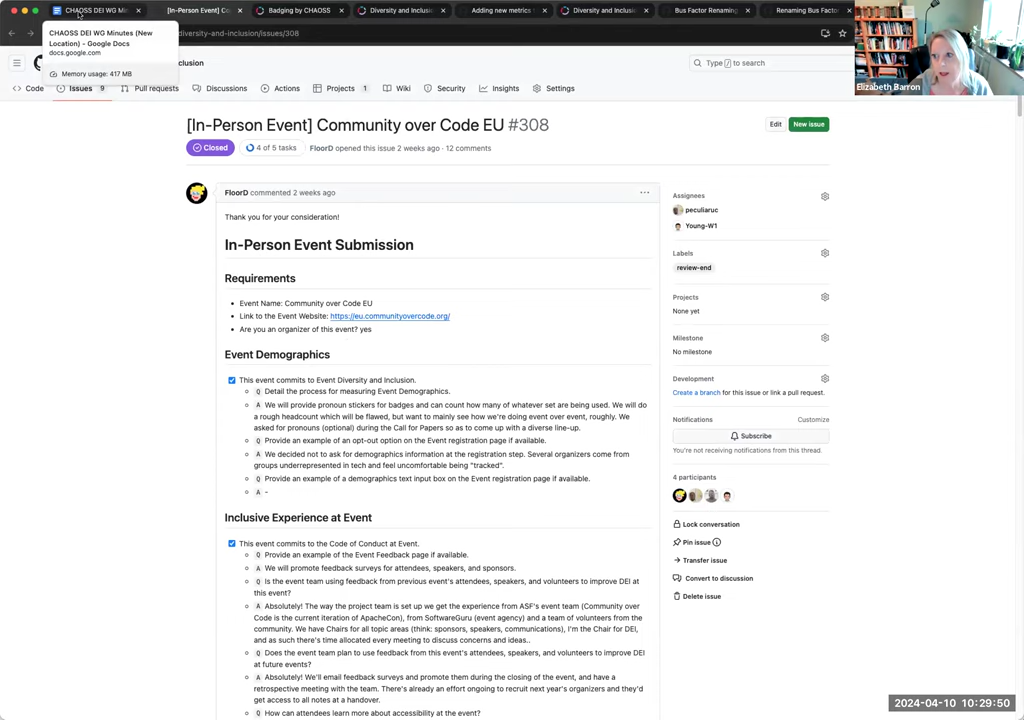 CHAOSS DEI WG Mi
[In-Person Event] Co
Badging by CHAOSS
Diversity and Inclusio
Adding new metrics
Diversity and Inclusio
Bus Factor Renaming
Renaming Bus Factor
CHAOSS DEI WG Minutes (New
Location) - Google Docs
docs.google.com
Memory usage: 417 MB
diversity-and-inclusion/issues/308
clusion
Type / to search
Code
Issues 9
Pull requests
Discussions
Actions
Projects 1
Wiki
Security
Insights
Settings
Elizabeth Barron
[In-Person Event] Community over Code EU #308
Edit
New issue
Closed
4 of 5 tasks
FloorD opened this issue 2 weeks ago · 12 comments
FloorD commented 2 weeks ago
Thank you for your consideration!
In-Person Event Submission
Requirements
• Event Name: Community over Code EU
• Link to the Event Website: https://eu.communityovercode.org/
• Are you an organizer of this event? yes
Event Demographics
This event commits to Event Diversity and Inclusion.
Q Detail the process for measuring Event Demographics.
A We will provide pronoun stickers for badges and can count how many of whatever set are being used. We will do
a rough headcount which will be flawed, but want to mainly see how we're doing event over event, roughly. We
asked for pronouns (optional) during the Call for Papers so as to come up with a diverse line-up.
Q Provide an example of an opt-out option on the Event registration page if available.
A We decided not to ask for demographics information at the registration step. Several organizers come from
groups underrepresented in tech and feel uncomfortable being "tracked".
Q Provide an example of a demographics text input box on the Event registration page if available.
A -
Inclusive Experience at Event
This event commits to the Code of Conduct at Event.
Q Provide an example of the Event Feedback page if available.
A We will promote feedback surveys for attendees, speakers, and sponsors.
Q Is the event team using feedback from previous event's attendees, speakers, and volunteers to improve DEI at
this event?
A Absolutely! The way the project team is set up we get the experience from ASF's event team (Community over
Code is the current iteration of ApacheCon), from SoftwareGuru (event agency) and a team of volunteers from the
community. We have Chairs for all topic areas (think: sponsors, speakers, communications), I'm the Chair for DEI,
and as such there's time allocated every meeting to discuss concerns and ideas..
Q Does the event team plan to use feedback from this event's attendees, speakers, and volunteers to improve DEI
at future events?
A Absolutely! We'll email feedback surveys and promote them during the closing of the event, and have a
retrospective meeting with the team. There's already an effort ongoing to recruit next year's organizers and they'd
get access to all notes at a handover.
Q How can attendees learn more about accessibility at the event?
Assignees
peculiaruc
Young-W1
Labels
review-end
Projects
None yet
Milestone
No milestone
Development
Create a branch for this issue or link a pull request.
Notifications
Customize
Subscribe
You're not receiving notifications from this thread.
4 participants
Lock conversation
Pin issue
Transfer issue
Convert to discussion
Delete issue
2024-04-10 10:29:50